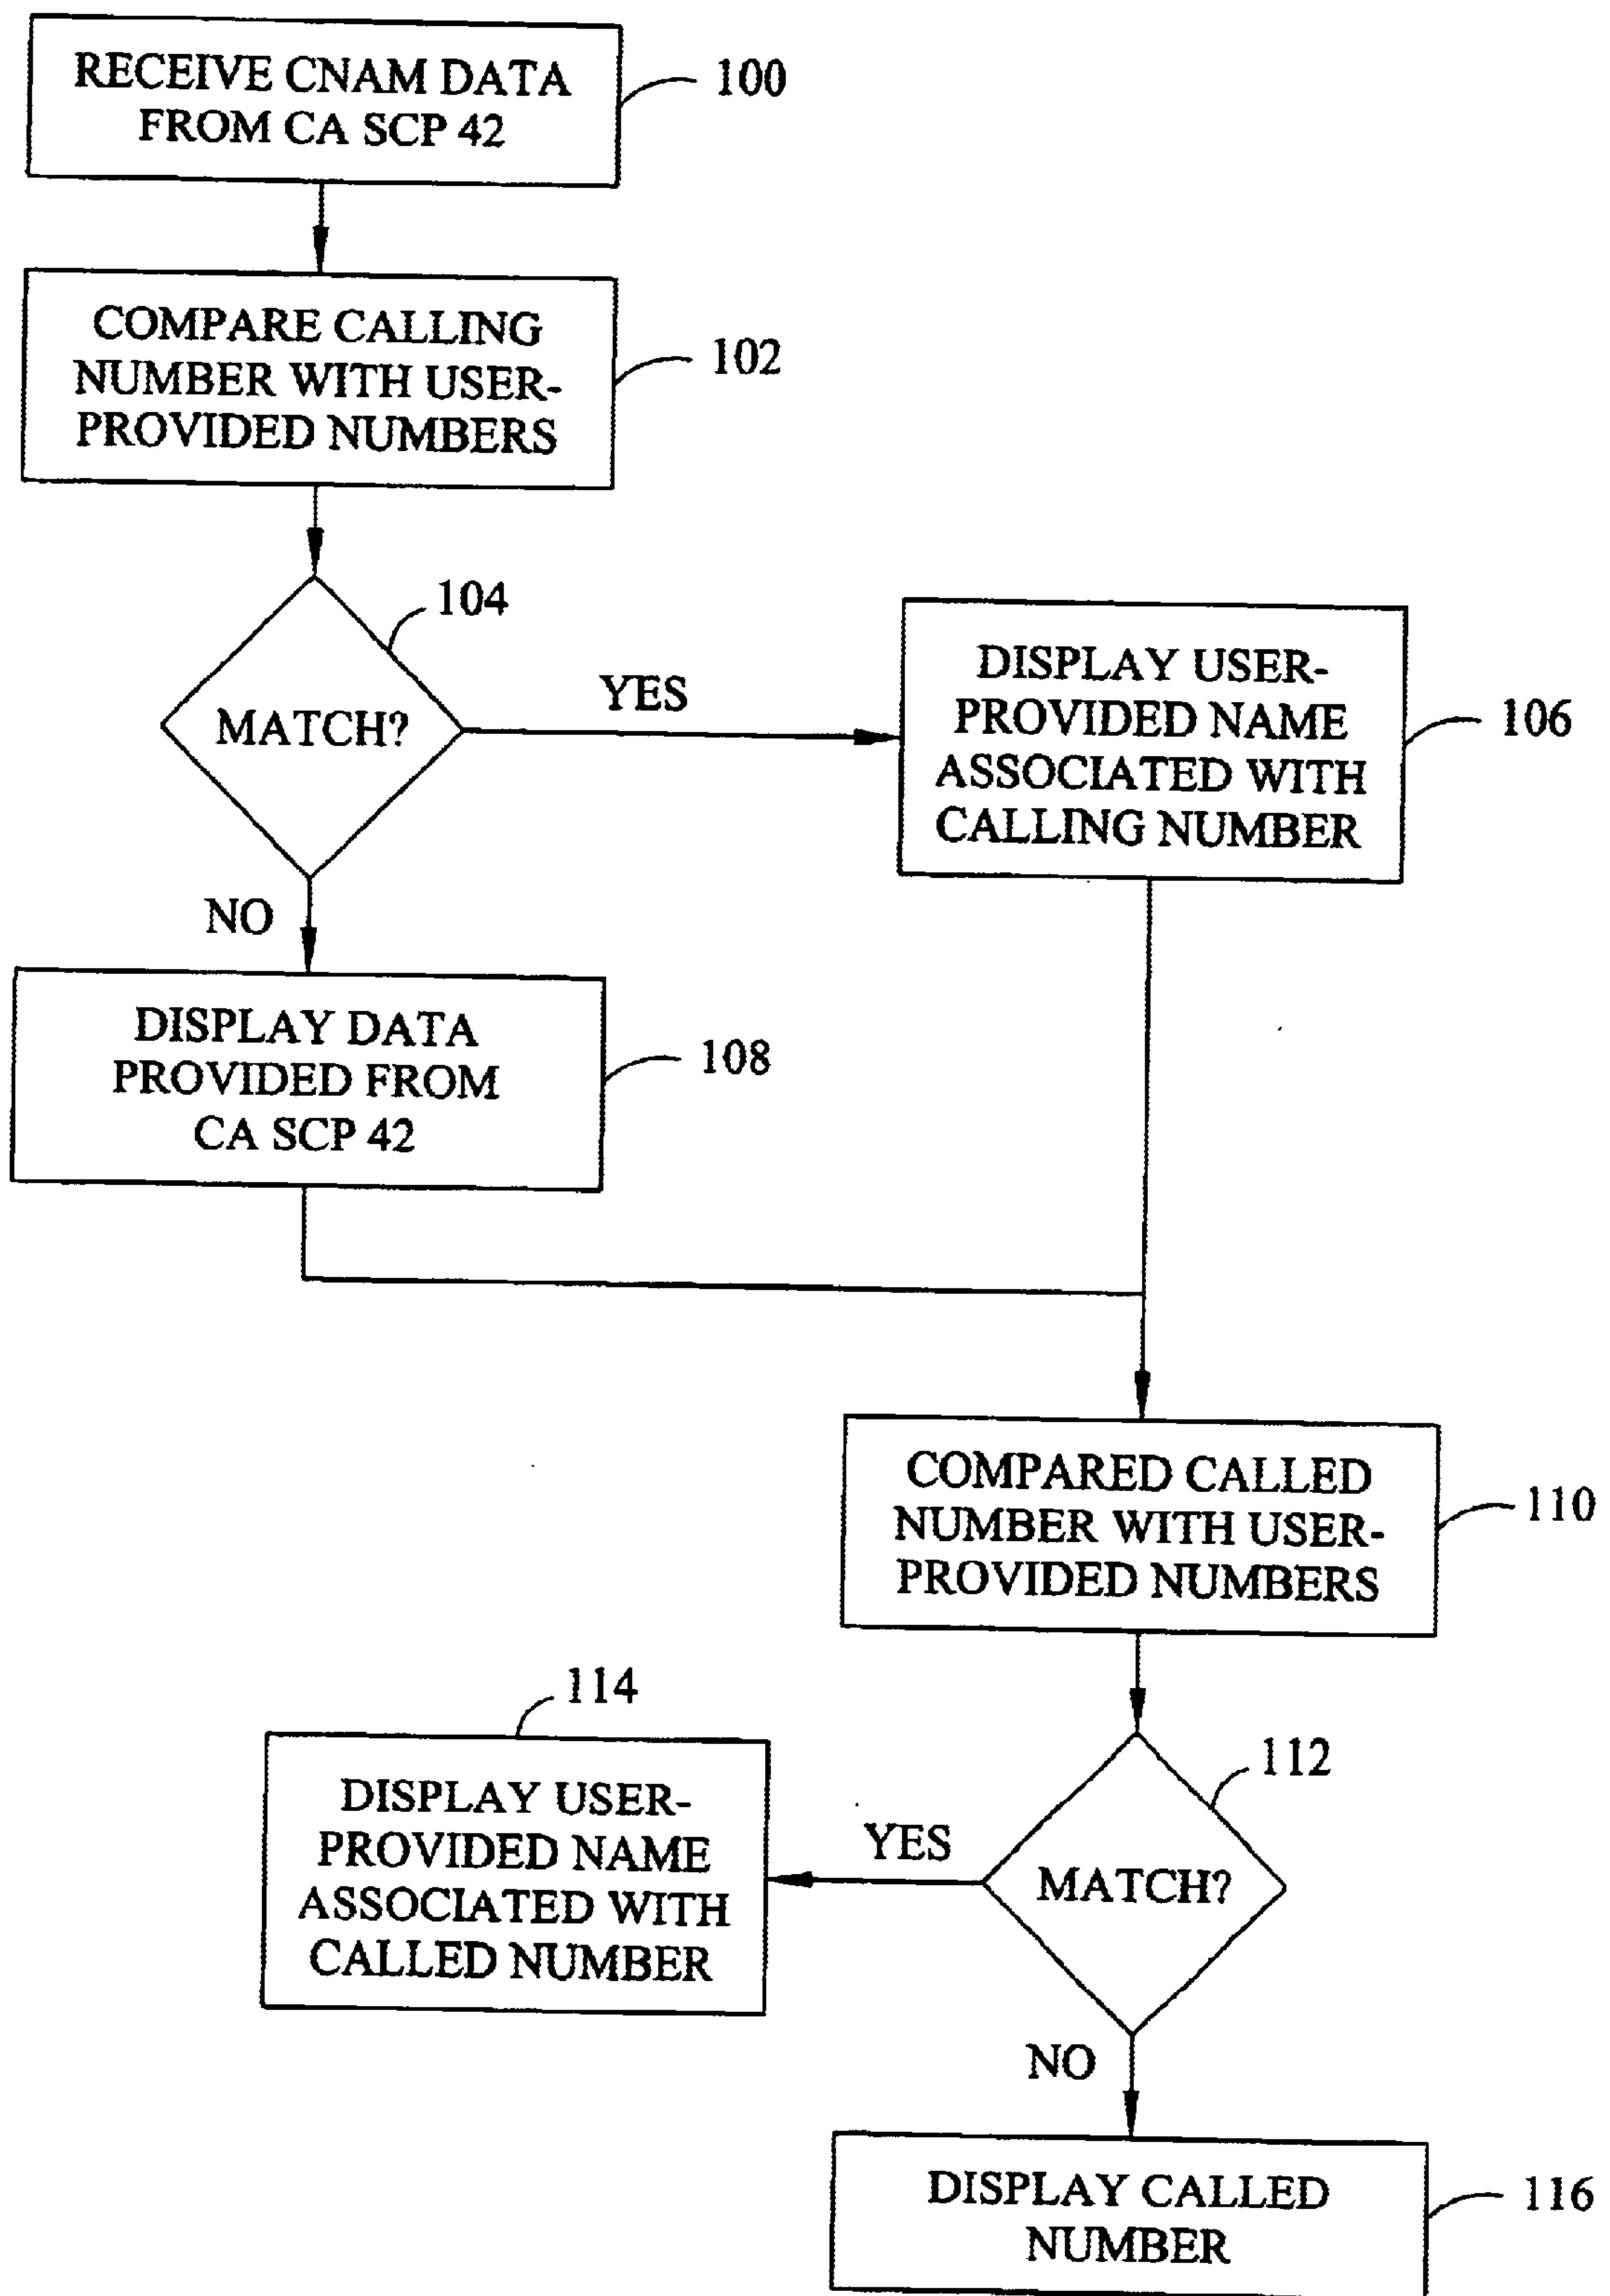 RECEIVE CNAM DATA
FROM CA SCP 42
100
COMPARE CALLING
NUMBER WITH USER-
PROVIDED NUMBERS
102
104
MATCH?
YES
NO
DISPLAY USER-
PROVIDED NAME
ASSOCIATED WITH
CALLING NUMBER
106
DISPLAY DATA
PROVIDED FROM
CA SCP 42
108
COMPARED CALLED
NUMBER WITH USER-
PROVIDED NUMBERS
110
112
MATCH?
YES
NO
114
DISPLAY USER-
PROVIDED NAME
ASSOCIATED WITH
CALLED NUMBER
DISPLAY CALLED
NUMBER
116